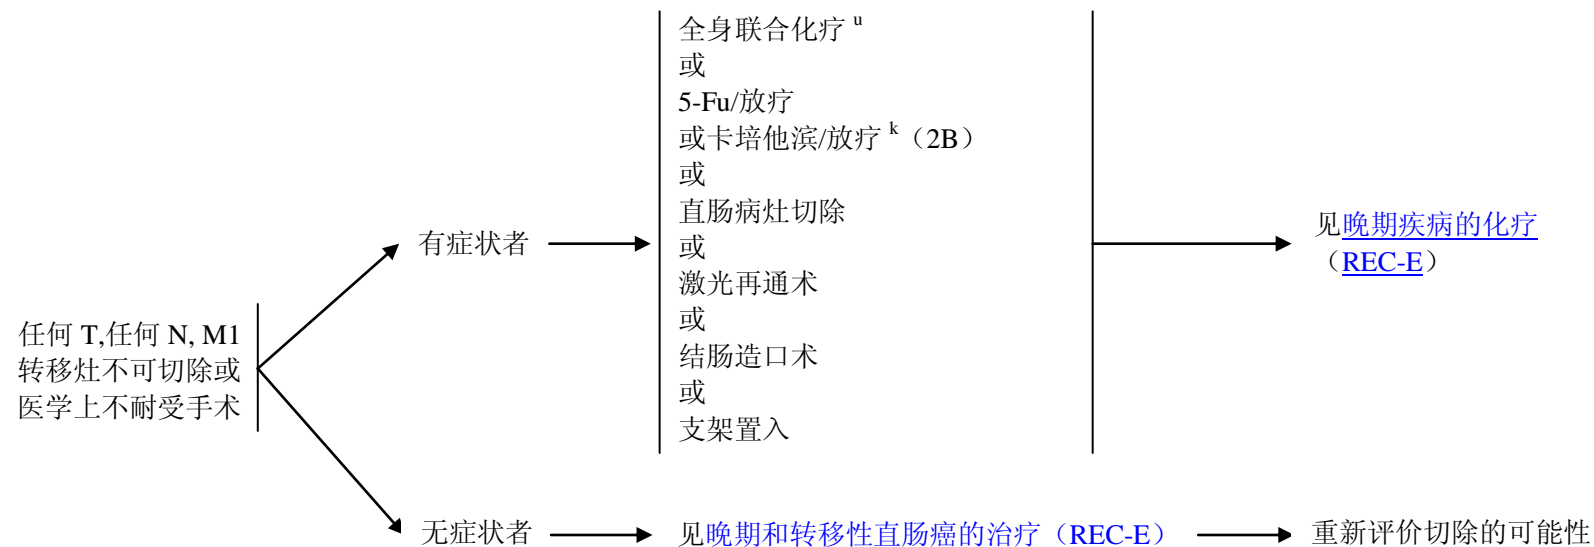 任何 T,任何 N, M1
转移灶不可切除或
医学上不耐受手术
有症状者
全身联合化疗 u
或
5-Fu/放疗
或卡培他滨/放疗 k（2B）
或
直肠病灶切除
或
激光再通术
或
结肠造口术
或
支架置入
见晚期疾病的化疗
（REC-E）
无症状者
见晚期和转移性直肠癌的治疗（REC-E）
重新评价切除的可能性